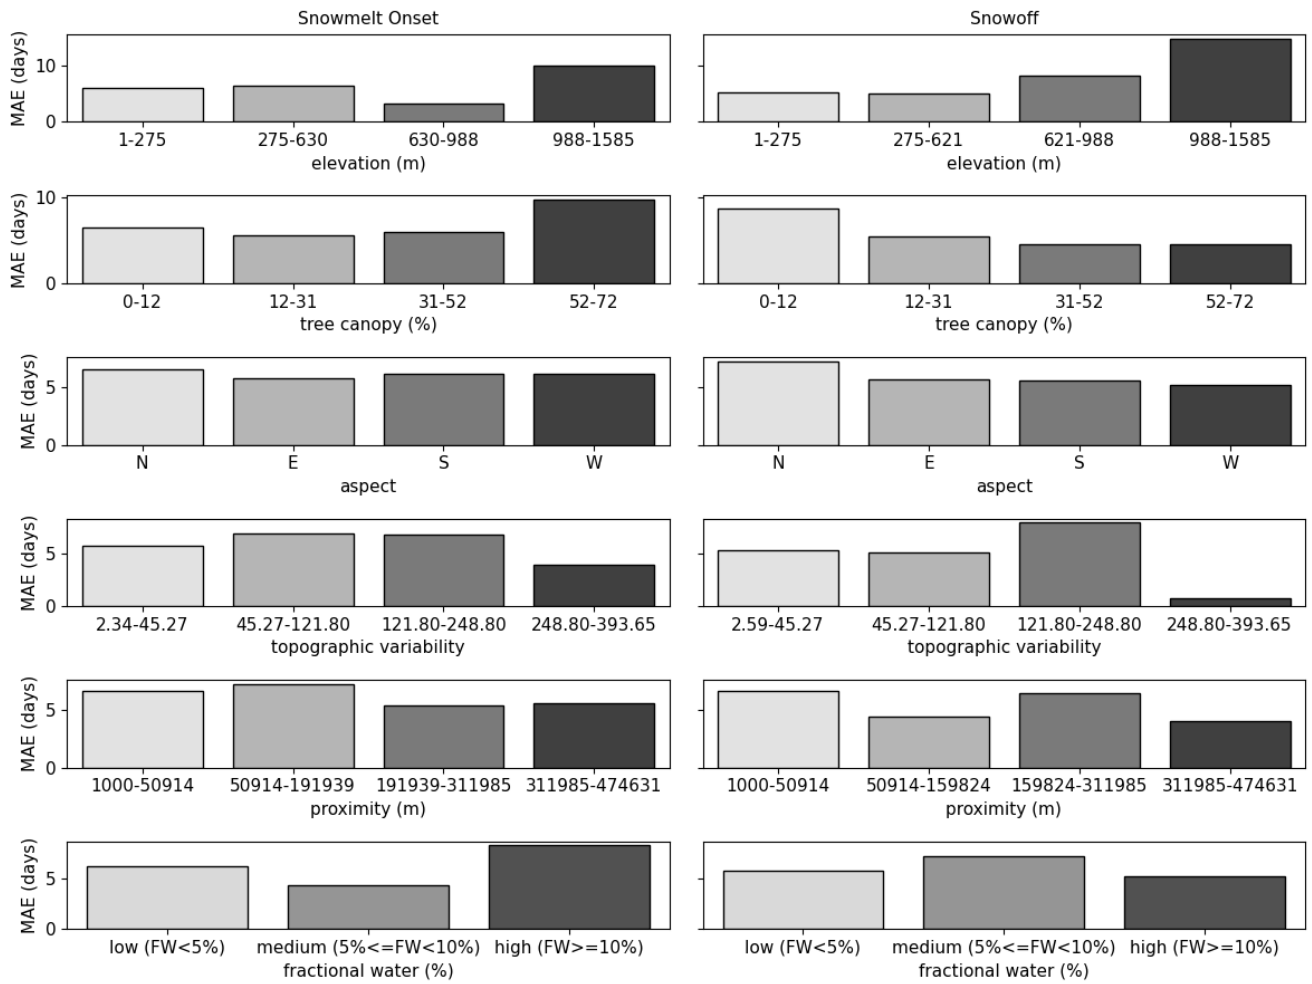 Snowmelt Onset Snowoff
MAE (days)
10
0
1-275 275-630 630-988 988-1585 1-275 275-621 621-988 988-1585
elevation (m) elevation (m)
MAE (days)
10
0
0-12 12-31 31-52 52-72 0-12 12-31 31-52 52-72
tree canopy (%) tree canopy (%)
MAE (days)
5
0
N E S W N E S W
aspect aspect
MAE (days)
5
0
2.34-45.27 45.27-121.80 121.80-248.80 248.80-393.65 2.59-45.27 45.27-121.80 121.80-248.80 248.80-393.65
topographic variability topographic variability
MAE (days)
5
0
1000-50914 50914-191939 191939-311985 311985-474631 1000-50914 50914-159824 159824-311985 311985-474631
proximity (m) proximity (m)
MAE (days)
5
0
low (FW<5%) medium (5%<=FW<10%) high (FW>=10%) low (FW<5%) medium (5%<=FW<10%) high (FW>=10%)
fractional water (%) fractional water (%)